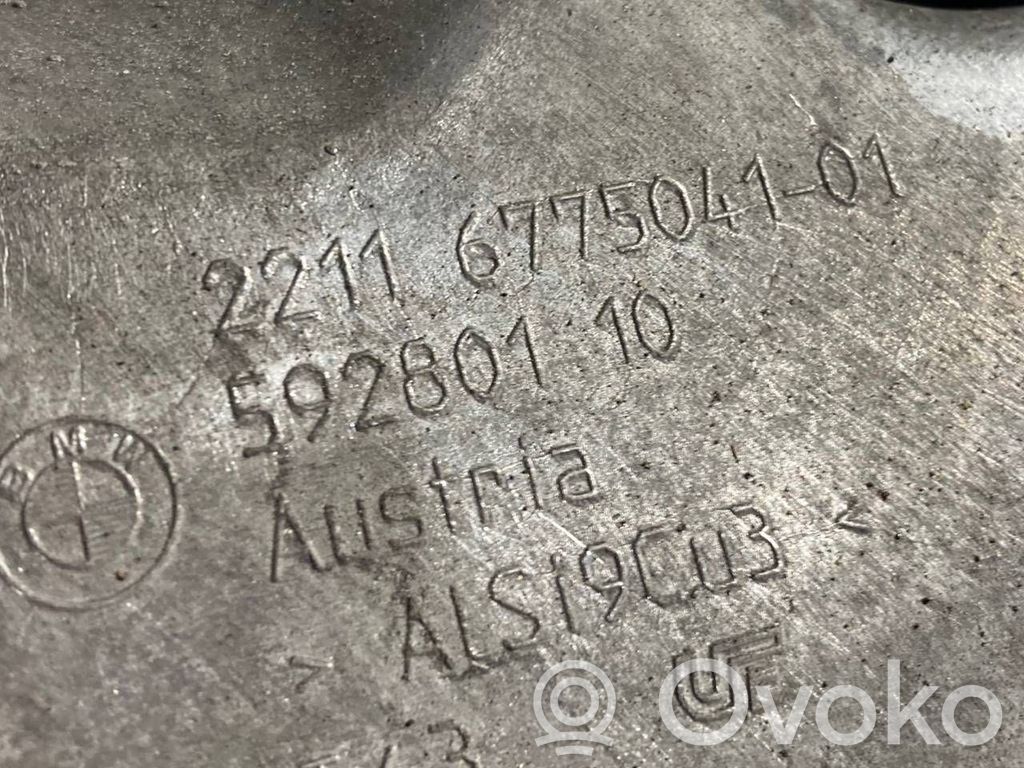 2211 6775041-01
592801 10
BMW
Austria
> AlSi9Cu3 <
Ovoko